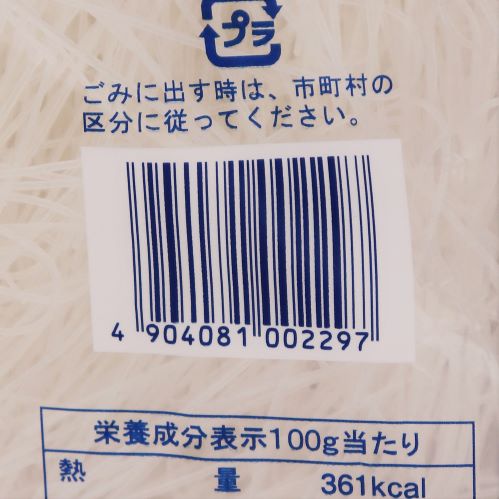 プラ
ごみに出す時は、市町村の
区分に従ってください。
4 904081 002297
栄養成分表示100g当たり
熱 量 361kcal